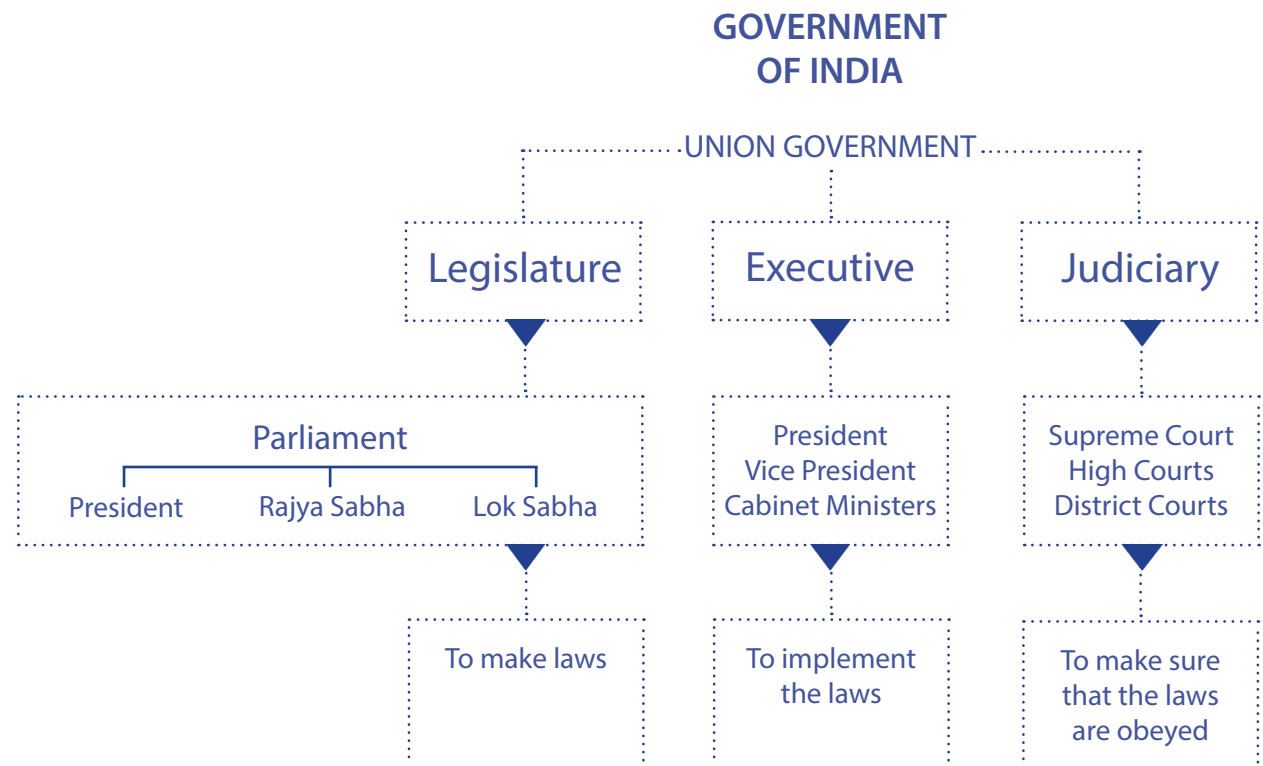 GOVERNMENT
OF INDIA
UNION GOVERNMENT
Legislature
Executive
Judiciary
Parliament
President
Rajya Sabha
Lok Sabha
President
Vice President
Cabinet Ministers
Supreme Court
High Courts
District Courts
To make laws
To implement
the laws
To make sure
that the laws
are obeyed